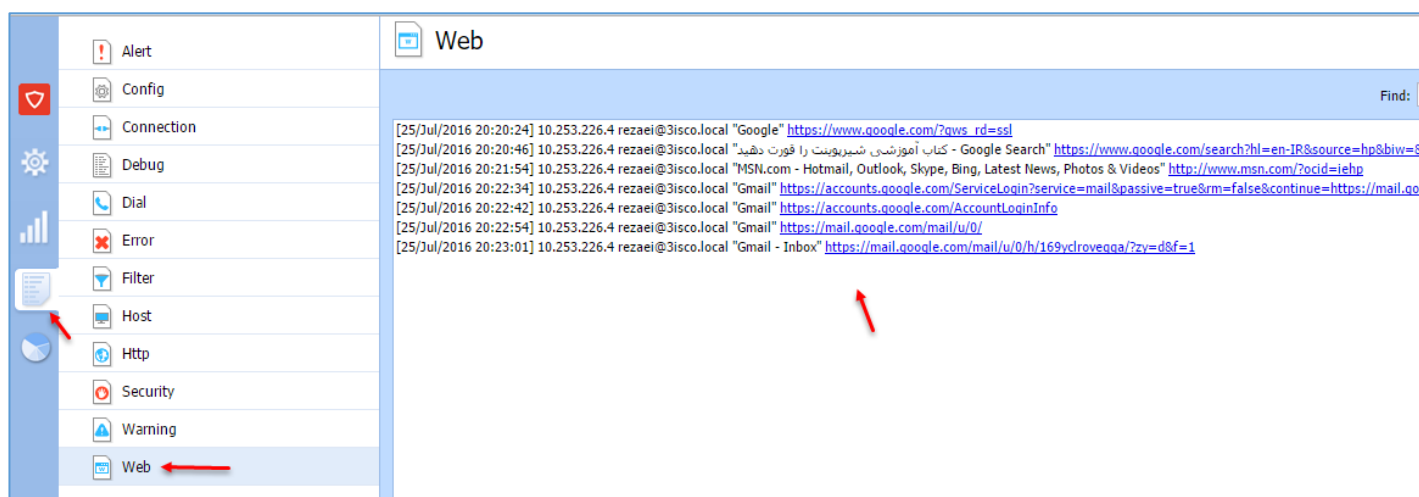 Web
Alert
Config
Connection
Debug
Dial
Error
Filter
Host
Http
Security
Warning
Web
Find:
[25/Jul/2016 20:20:24] 10.253.226.4 rezaei@3isco.local "Google" https://www.google.com/?gws_rd=ssl
[25/Jul/2016 20:20:46] 10.253.226.4 rezaei@3isco.local "کتاب آموزشی شیرپوینت را قورت دهید - Google Search" https://www.google.com/search?hl=en-IR&source=hp&biw=&
[25/Jul/2016 20:21:54] 10.253.226.4 rezaei@3isco.local "MSN.com - Hotmail, Outlook, Skype, Bing, Latest News, Photos & Videos" http://www.msn.com/?ocid=iehp
[25/Jul/2016 20:22:34] 10.253.226.4 rezaei@3isco.local "Gmail" https://accounts.google.com/ServiceLogin?service=mail&passive=true&rm=false&continue=https://mail.go
[25/Jul/2016 20:22:42] 10.253.226.4 rezaei@3isco.local "Gmail" https://accounts.google.com/AccountLoginInfo
[25/Jul/2016 20:22:54] 10.253.226.4 rezaei@3isco.local "Gmail" https://mail.google.com/mail/u/0/
[25/Jul/2016 20:23:01] 10.253.226.4 rezaei@3isco.local "Gmail - Inbox" https://mail.google.com/mail/u/0/h/169yclroveqqa/?zy=d&f=1